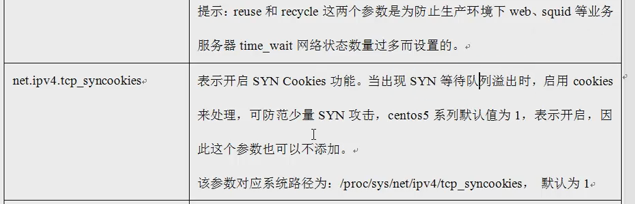 提示：reuse 和 recycle 这两个参数是为防止生产环境下 web、squid 等业务
服务器 time_wait 网络状态数量过多而设置的。
net.ipv4.tcp_syncookies
表示开启 SYN Cookies 功能。当出现 SYN 等待队列溢出时，启用 cookies
来处理，可防范少量 SYN 攻击，centos5 系列默认值为 1，表示开启，因
此这个参数也可以不添加。
该参数对应系统路径为：/proc/sys/net/ipv4/tcp_syncookies， 默认为 1